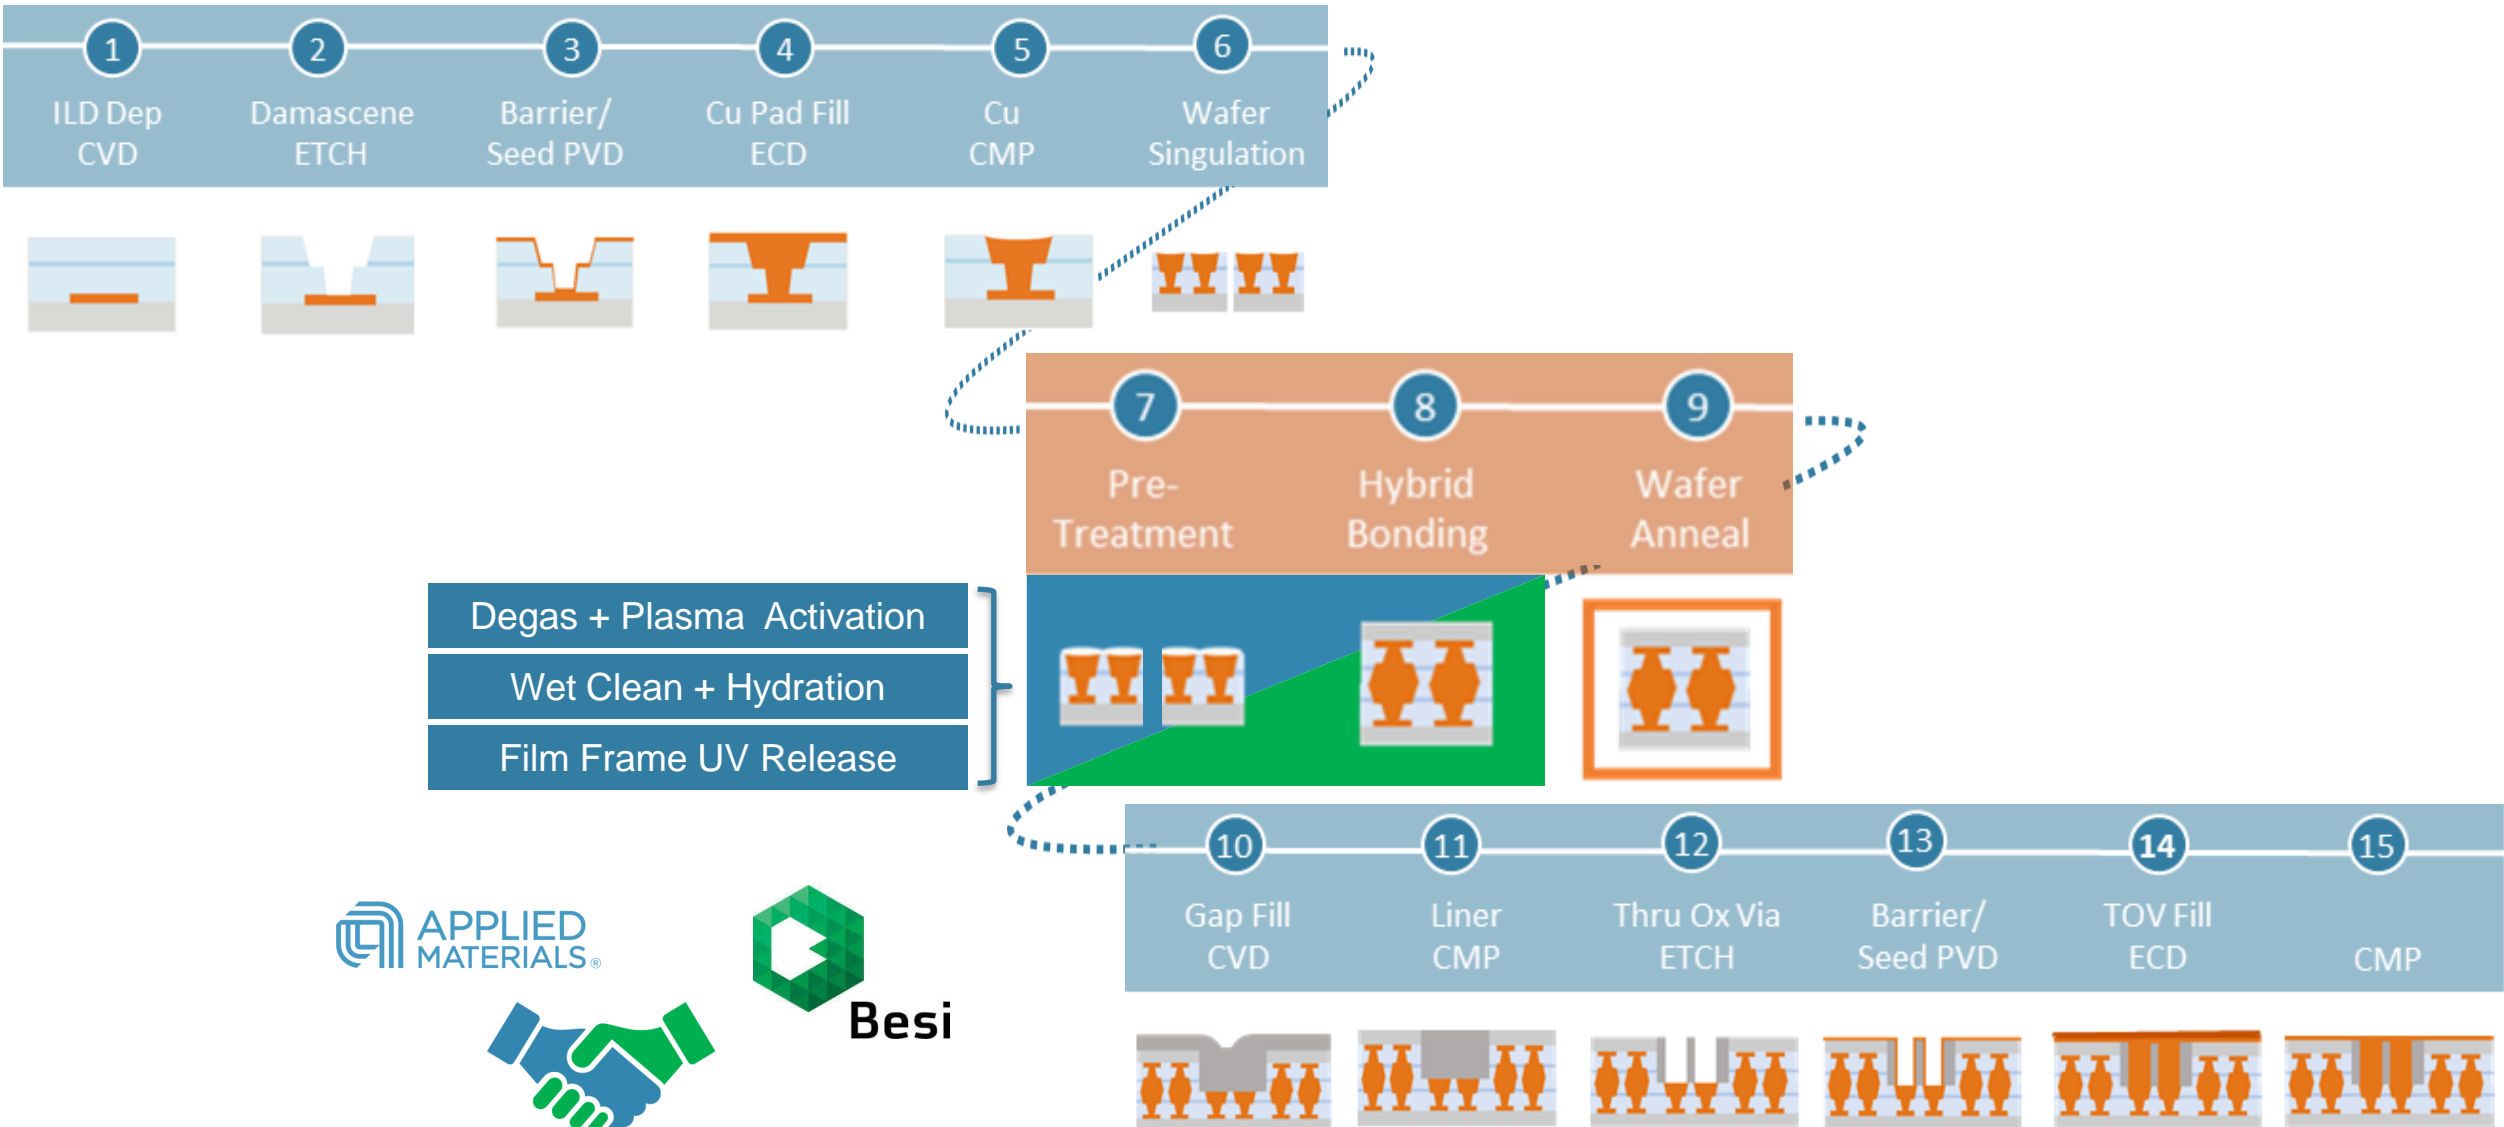 1
2
3
4
5
6
ILD Dep
CVD
Damascene
ETCH
Barrier/
Seed PVD
Cu Pad Fill
ECD
Cu
CMP
Wafer
Singulation
7
8
9
Pre-
Treatment
Hybrid
Bonding
Wafer
Anneal
Degas + Plasma  Activation
Wet Clean + Hydration
Film Frame UV Release
10
11
12
13
14
15
Gap Fill
CVD
Liner
CMP
Thru Ox Via
ETCH
Barrier/
Seed PVD
TOV Fill
ECD
CMP
APPLIED
MATERIALS®
Besi